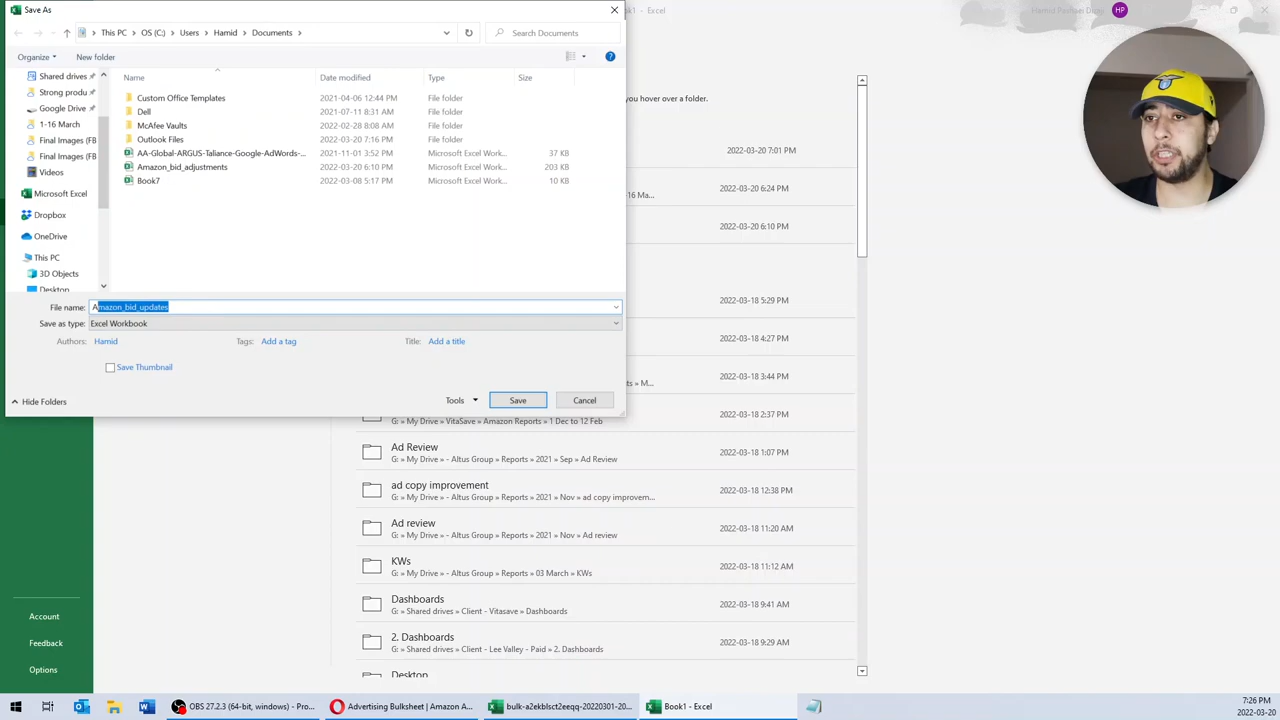 Save As
Book1 - Excel
HP
This PC > OS (C:) > Users > Hamid > Documents >
Search Documents
Organize
New folder
Name
Date modified
Type
Size
Shared drives
Strong produ
Google Drive
1-16 March
Final Images (FB
Final Images (FB
Videos
Microsoft Excel
Dropbox
OneDrive
This PC
3D Objects
Desktop
Custom Office Templates 2021-04-06 12:44 PM File folder
Dell 2021-07-11 8:31 AM File folder
McAfee Vaults 2022-02-28 8:08 AM File folder
Outlook Files 2022-03-20 7:16 PM File folder
AA-Global-ARGUS-Taliance-Google-AdWords-... 2021-11-01 3:52 PM Microsoft Excel Work... 37 KB
Amazon_bid_adjustments 2022-03-20 6:10 PM Microsoft Excel Work... 203 KB
Book7 2022-03-08 5:17 PM Microsoft Excel Work... 10 KB
File name: Amazon_bid_updates
Save as type: Excel Workbook
Authors: Hamid
Tags: Add a tag
Title: Add a title
Save Thumbnail
Hide Folders
Tools
Save
Cancel
you hover over a folder.
2022-03-20 7:01 PM
2022-03-20 6:24 PM
-16 Ma...
2022-03-20 6:10 PM
2022-03-18 5:29 PM
2022-03-18 4:27 PM
2022-03-18 3:44 PM
» M...
2022-03-18 2:37 PM
G: » My Drive » VitaSave » Amazon Reports » 1 Dec to 12 Feb
Ad Review 2022-03-18 1:07 PM
G: » My Drive » - Altus Group » Reports » 2021 » Sep » Ad Review
ad copy improvement 2022-03-18 12:38 PM
G: » My Drive » - Altus Group » Reports » 2021 » Nov » ad copy improvem...
Ad review 2022-03-18 11:20 AM
G: » My Drive » - Altus Group » Reports » 2021 » Nov » Ad review
KWs 2022-03-18 11:12 AM
G: » My Drive » - Altus Group » Reports » 03 March » KWs
Dashboards 2022-03-18 9:41 AM
G: » Shared drives » Client - Vitasave » Dashboards
2. Dashboards 2022-03-18 9:29 AM
G: » Shared drives » Client - Lee Valley - Paid » 2. Dashboards
Desktop
Account
Feedback
Options
OBS 27.2.3 (64-bit, windows) - Pro...
Advertising Bulksheet | Amazon A...
bulk-a2ekblsct2eeqq-20220301-20...
Book1 - Excel
7:26 PM
2022-03-20